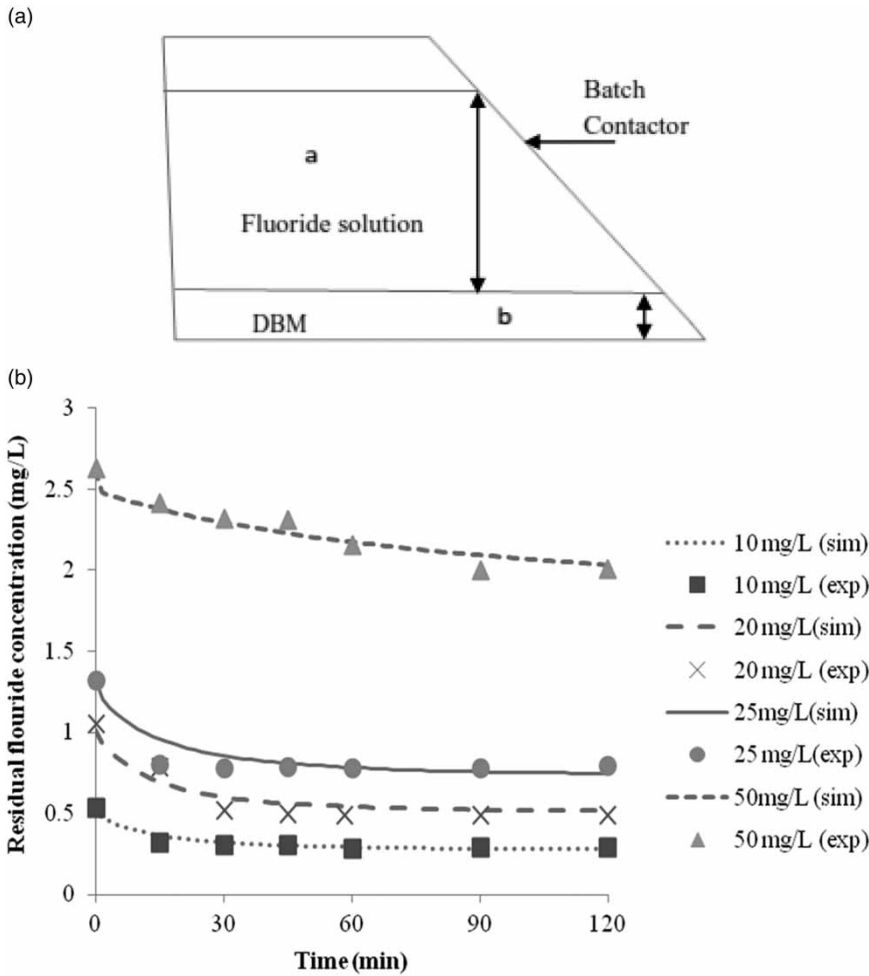 (a)
Batch
Contactor
a
Fluoride solution
b
DBM
(b)
Residual flouride concentration (mg/L)
3
2.5
2
1.5
1
0.5
0
0
30
60
90
120
Time (min)
10 mg/L (sim)
10 mg/L (exp)
20 mg/L(sim)
20 mg/L (exp)
25mg/L(sim)
25 mg/L(exp)
50mg/L (sim)
50 mg/L (exp)